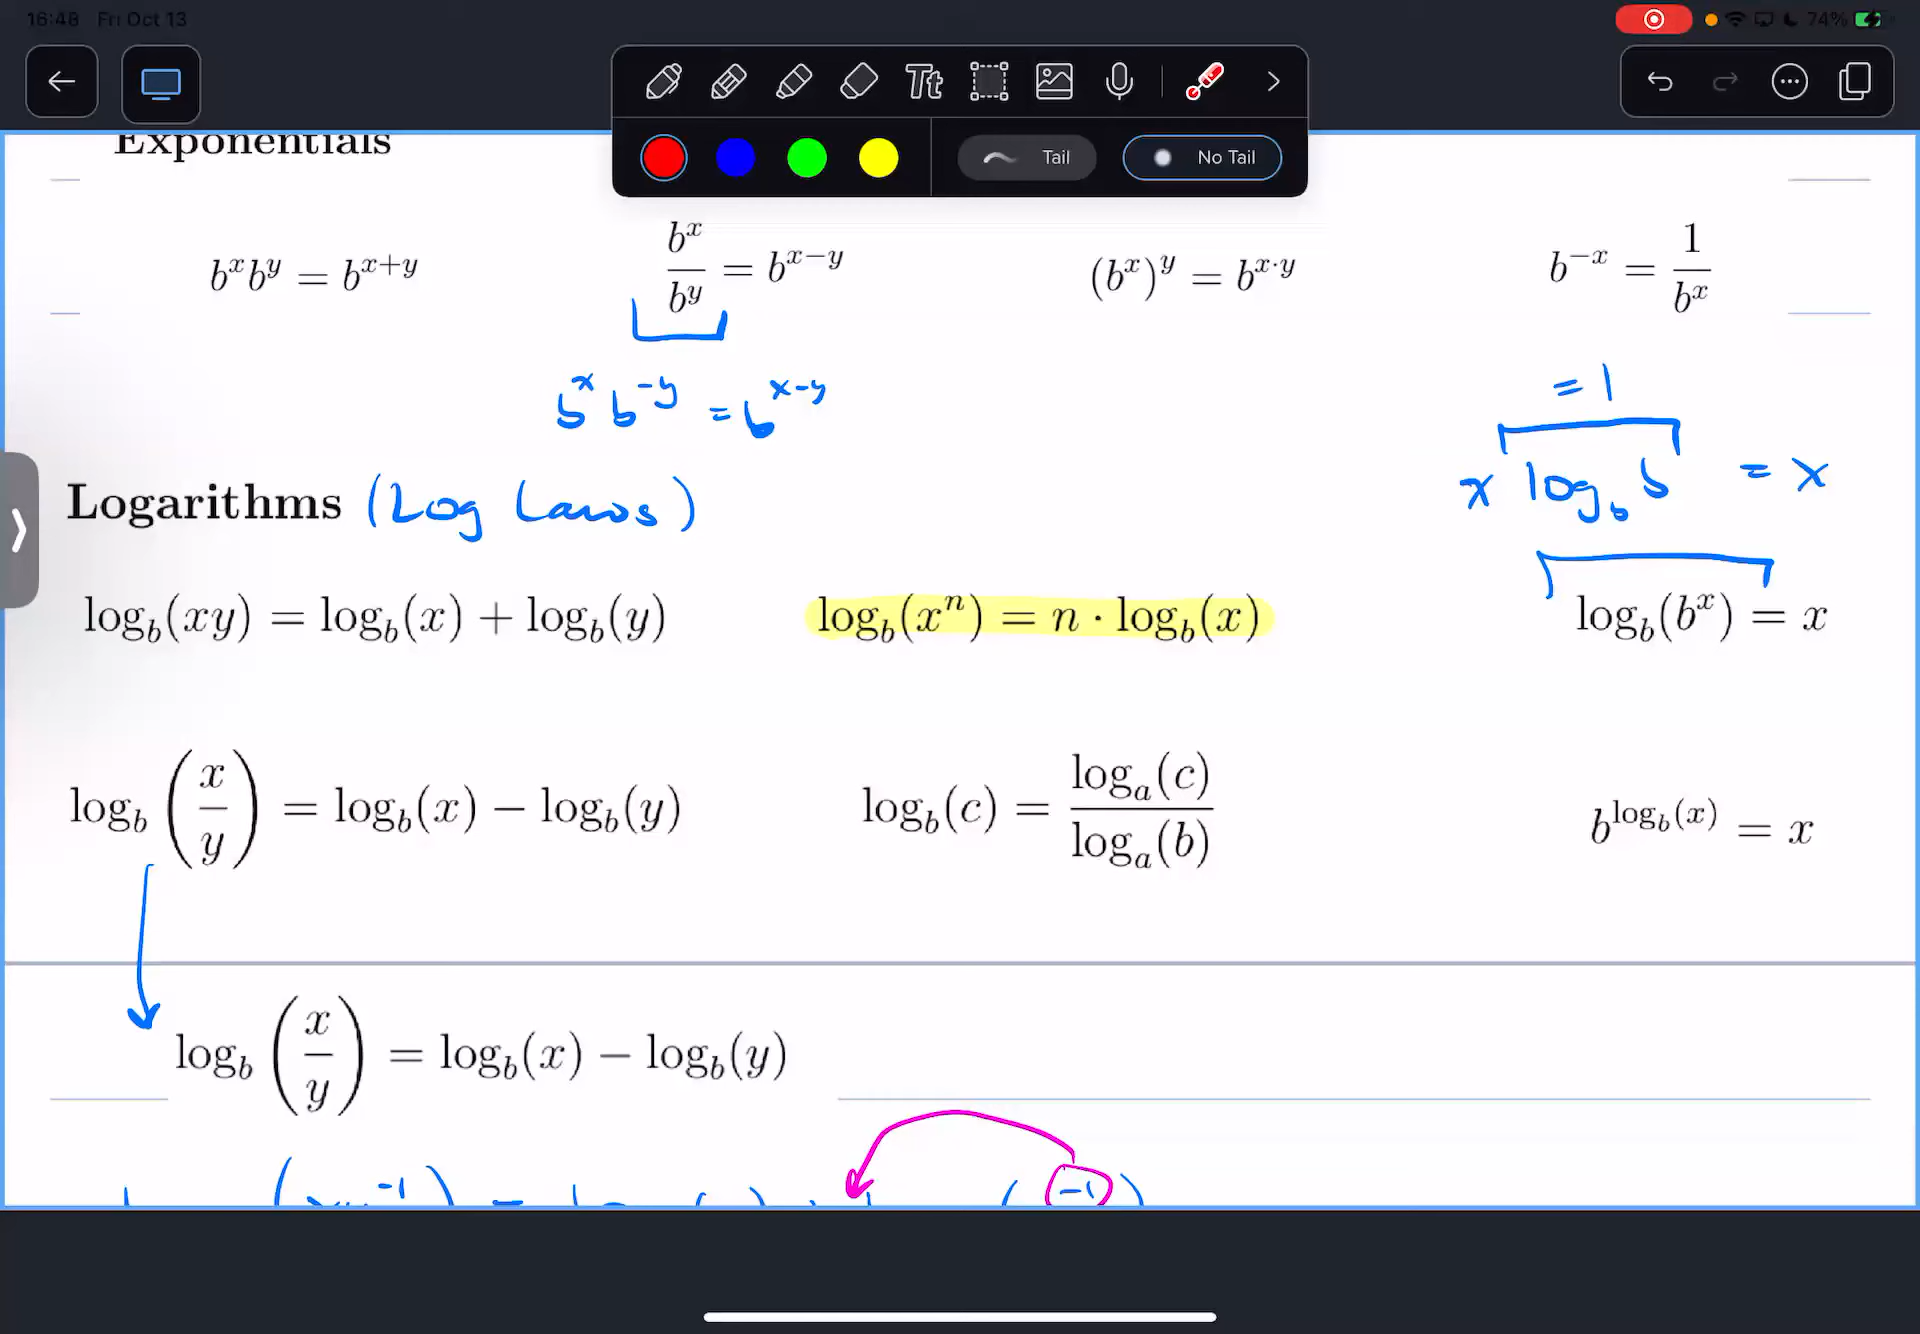 16:48 Fri Oct 13 74%
Tt
Tail No Tail
Exponentials
b^x b^y = b^{x+y} b^x/b^y = b^{x−y} (b^x)^y = b^{x·y} b^{−x} = 1/b^x
b^x b^{−y} = b^{x−y}
= 1
x log_b b = x
Logarithms (Log Laws)
log_b(xy) = log_b(x) + log_b(y) log_b(x^n) = n · log_b(x) log_b(b^x) = x
log_b(x/y) = log_b(x) − log_b(y) log_b(c) = log_a(c)/log_a(b) b^{log_b(x)} = x
log_b(x/y) = log_b(x) − log_b(y)